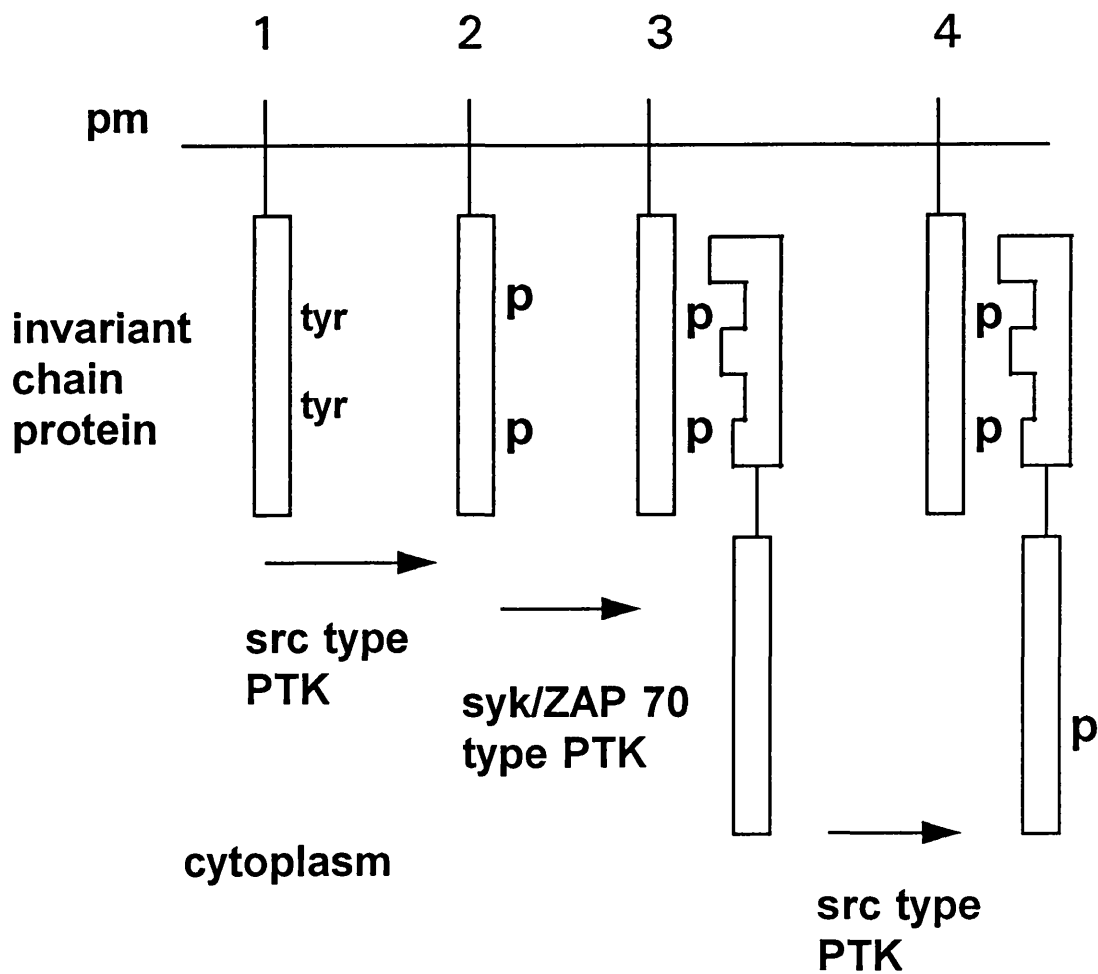 1 2 3 4
pm
invariant
chain
protein
tyr
tyr
p
p
p
p
p
p
src type
PTK
syk/ZAP 70
type PTK
p
cytoplasm
src type
PTK